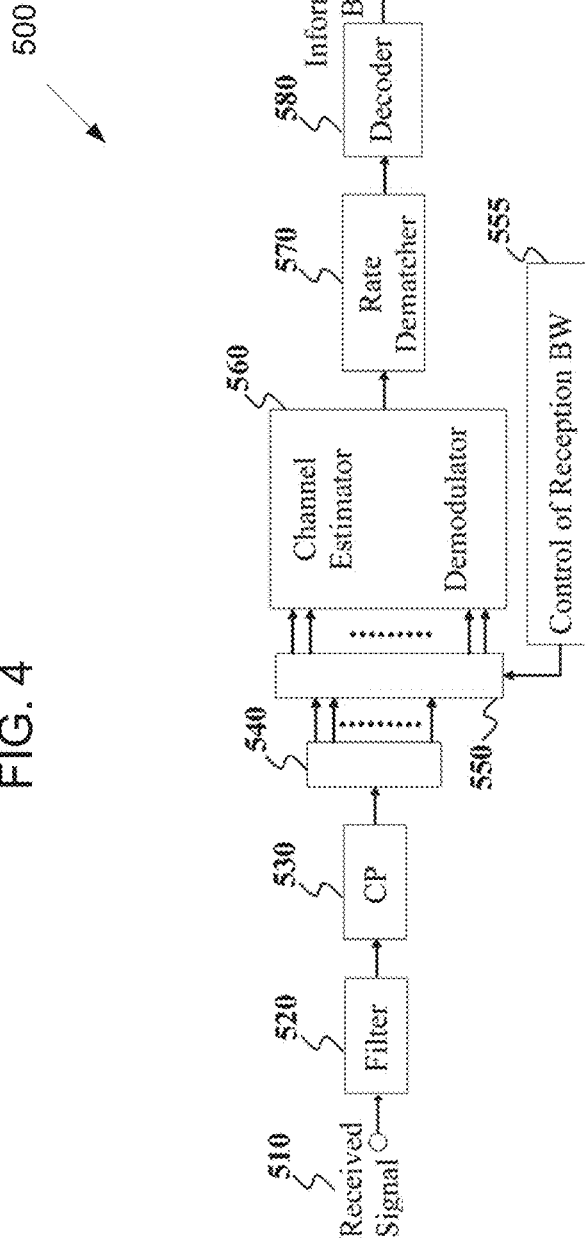 500
FIG. 4
510
Received
Signal
520
Filter
530
CP
540
550
560
Channel
Estimator
Demodulator
570
Rate
Dematcher
580
Decoder
555
Control of Reception BW